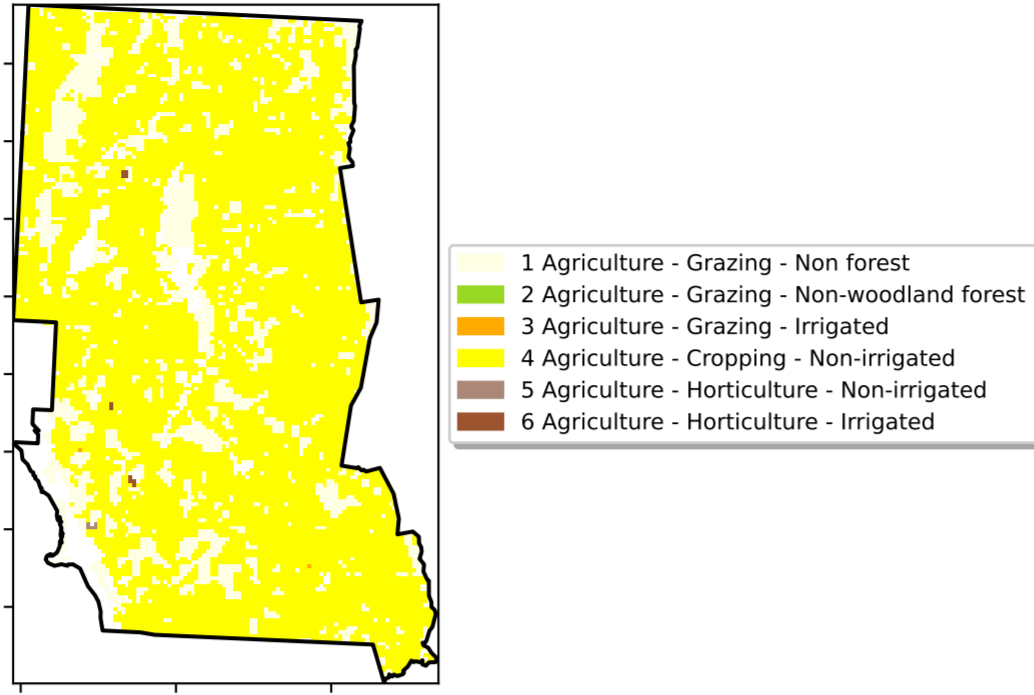 1 Agriculture - Grazing - Non forest
2 Agriculture - Grazing - Non-woodland forest
3 Agriculture - Grazing - Irrigated
4 Agriculture - Cropping - Non-irrigated
5 Agriculture - Horticulture - Non-irrigated
6 Agriculture - Horticulture - Irrigated